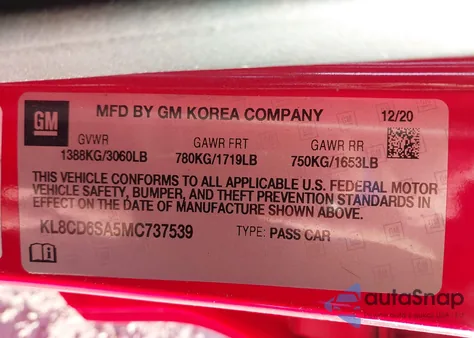 GM
MFD BY GM KOREA COMPANY 12/20
GVWR GAWR FRT GAWR RR
1388KG/3060LB 780KG/1719LB 750KG/1653LB
THIS VEHICLE CONFORMS TO ALL APPLICABLE U.S. FEDERAL MOTOR
VEHICLE SAFETY, BUMPER, AND THEFT PREVENTION STANDARDS IN
EFFECT ON THE DATE OF MANUFACTURE SHOWN ABOVE.
KL8CD6SA5MC737539 TYPE: PASS CAR
autoSnap